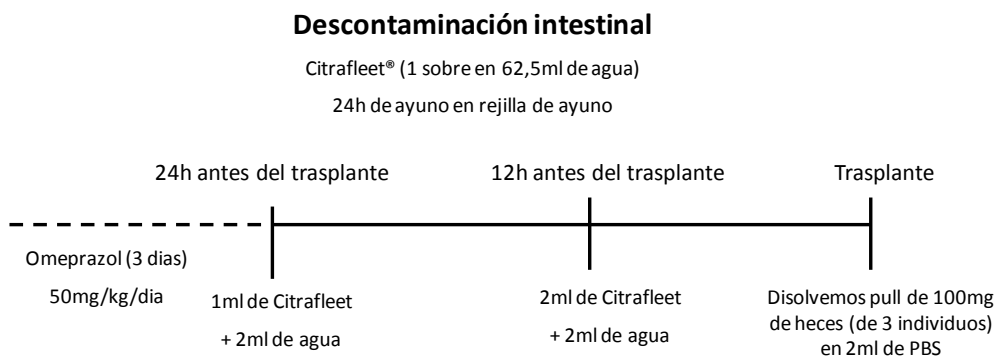 Descontaminación intestinal
Citrafleet® (1 sobre en 62,5ml de agua)
24h de ayuno en rejilla de ayuno
24h antes del trasplante
12h antes del trasplante
Trasplante
Omeprazol (3 dias)
50mg/kg/dia
1ml de Citrafleet
+ 2ml de agua
2ml de Citrafleet
+ 2ml de agua
Disolvemos pull de 100mg
de heces (de 3 individuos)
en 2ml de PBS